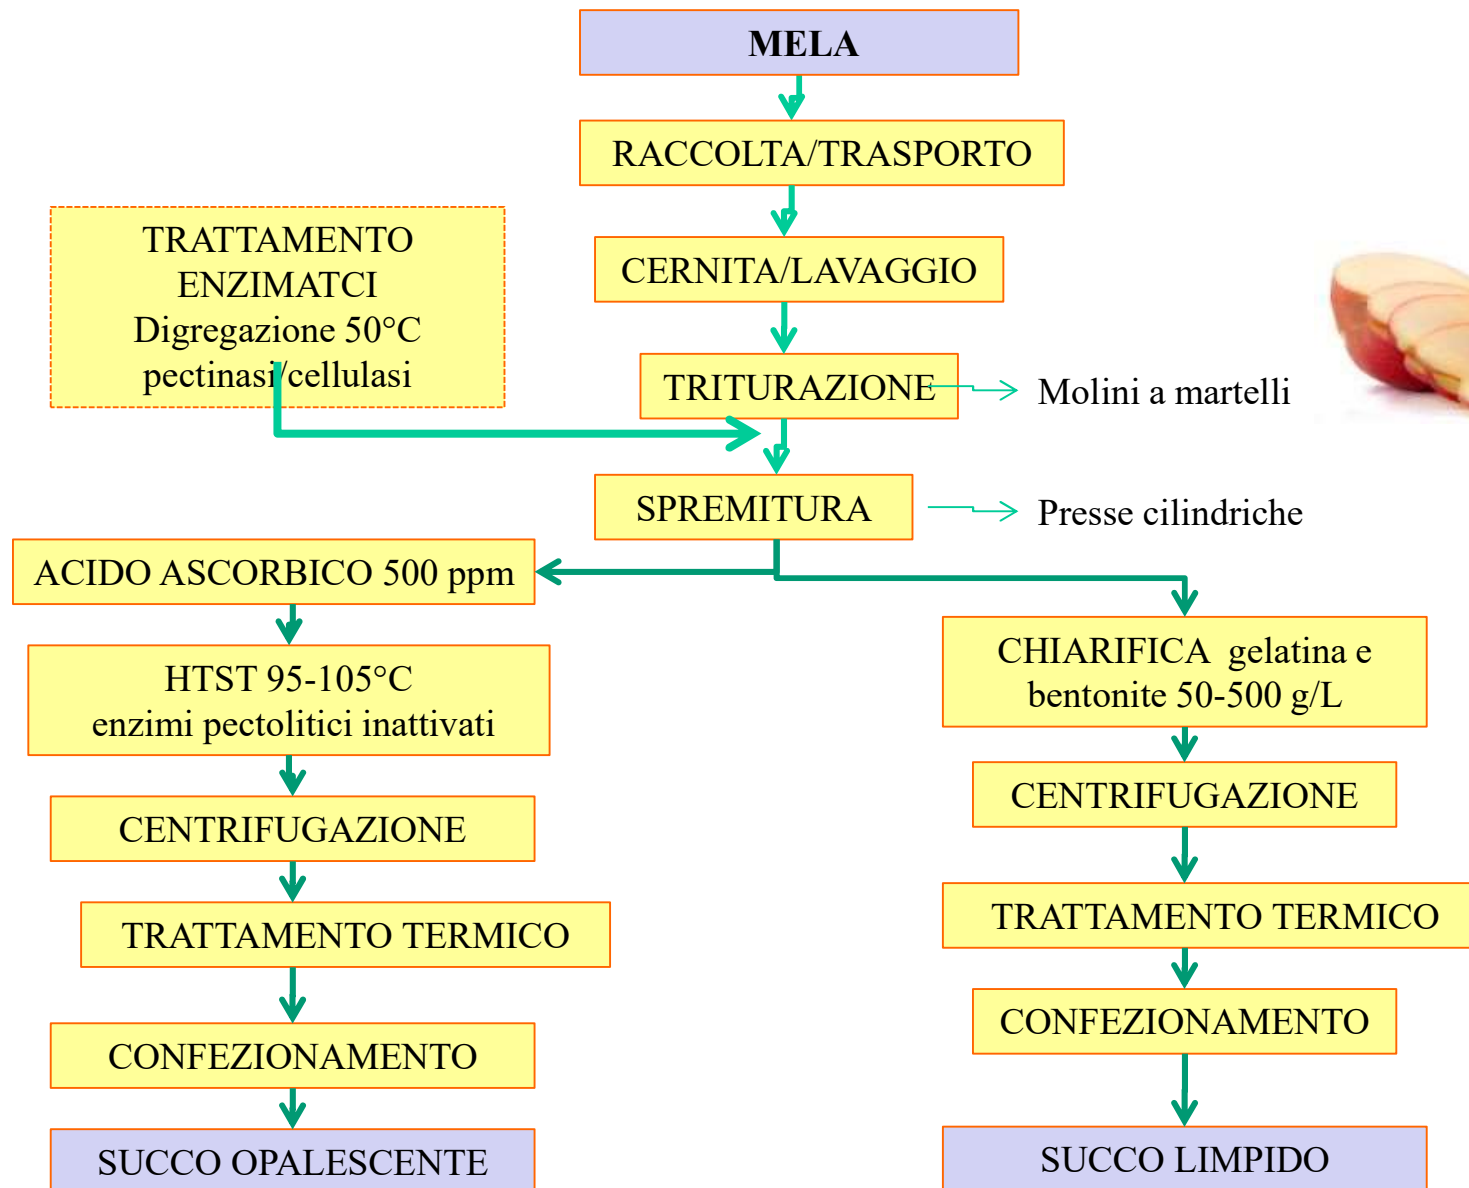 MELA
RACCOLTA/TRASPORTO
TRATTAMENTO
ENZIMATCI
Digregazione 50°C
pectinasi/cellulasi
CERNITA/LAVAGGIO
TRITURAZIONE
Molini a martelli
SPREMITURA
Presse cilindriche
ACIDO ASCORBICO 500 ppm
HTST 95-105°C
enzimi pectolitici inattivati
CENTRIFUGAZIONE
TRATTAMENTO TERMICO
CONFEZIONAMENTO
SUCCO OPALESCENTE
CHIARIFICA gelatina e
bentonite 50-500 g/L
CENTRIFUGAZIONE
TRATTAMENTO TERMICO
CONFEZIONAMENTO
SUCCO LIMPIDO